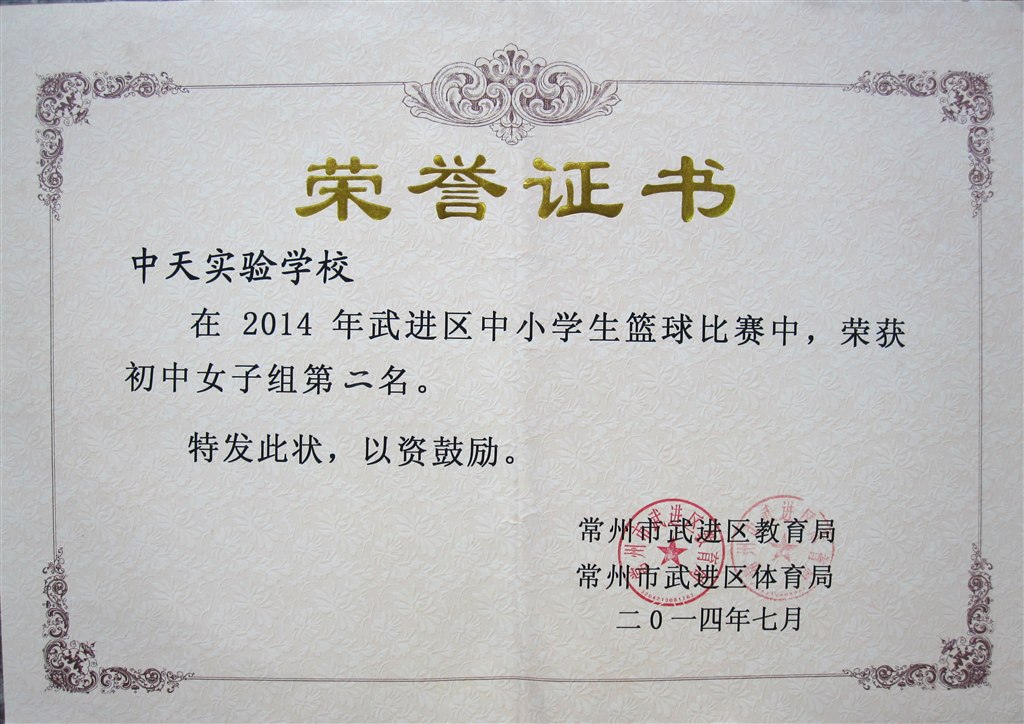 荣誉证书
中天实验学校
在 2014 年武进区中小学生篮球比赛中，荣获
初中女子组第二名。
特发此状，以资鼓励。
常州市武进区教育局
常州市武进区体育局
二0一四年七月